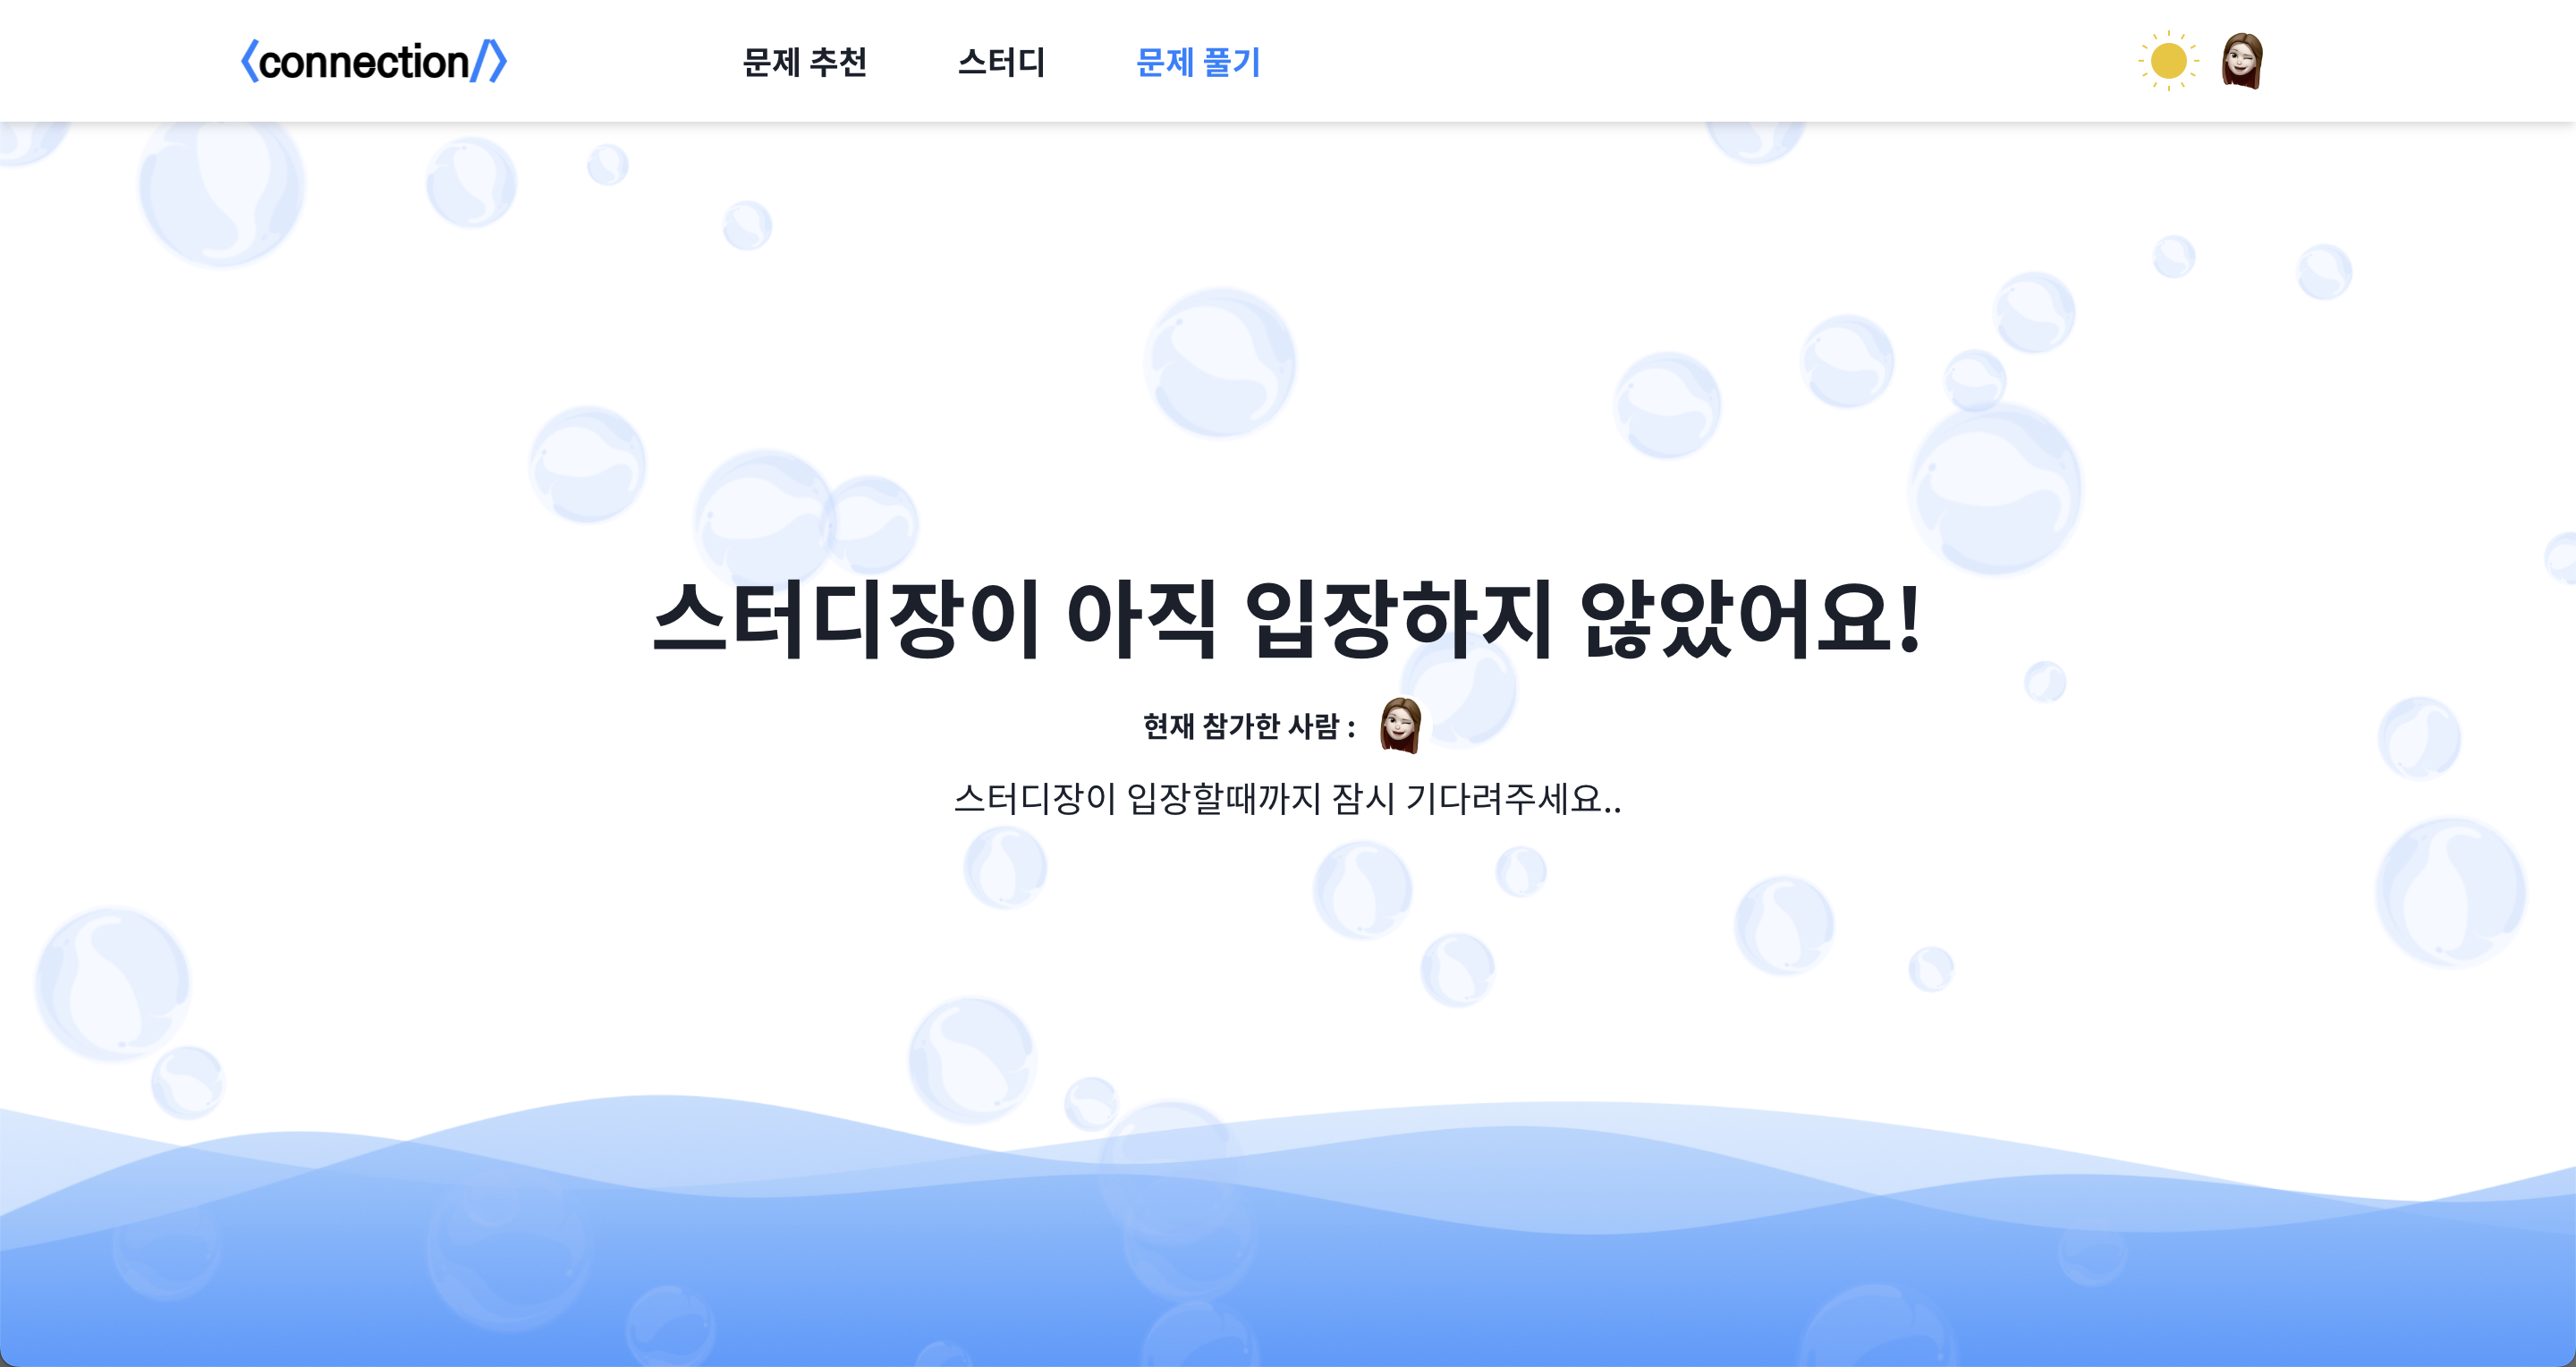 <connection/> 문제 추천 스터디 문제 풀기
스터디장이 아직 입장하지 않았어요!
현재 참가한 사람 :
스터디장이 입장할때까지 잠시 기다려주세요..